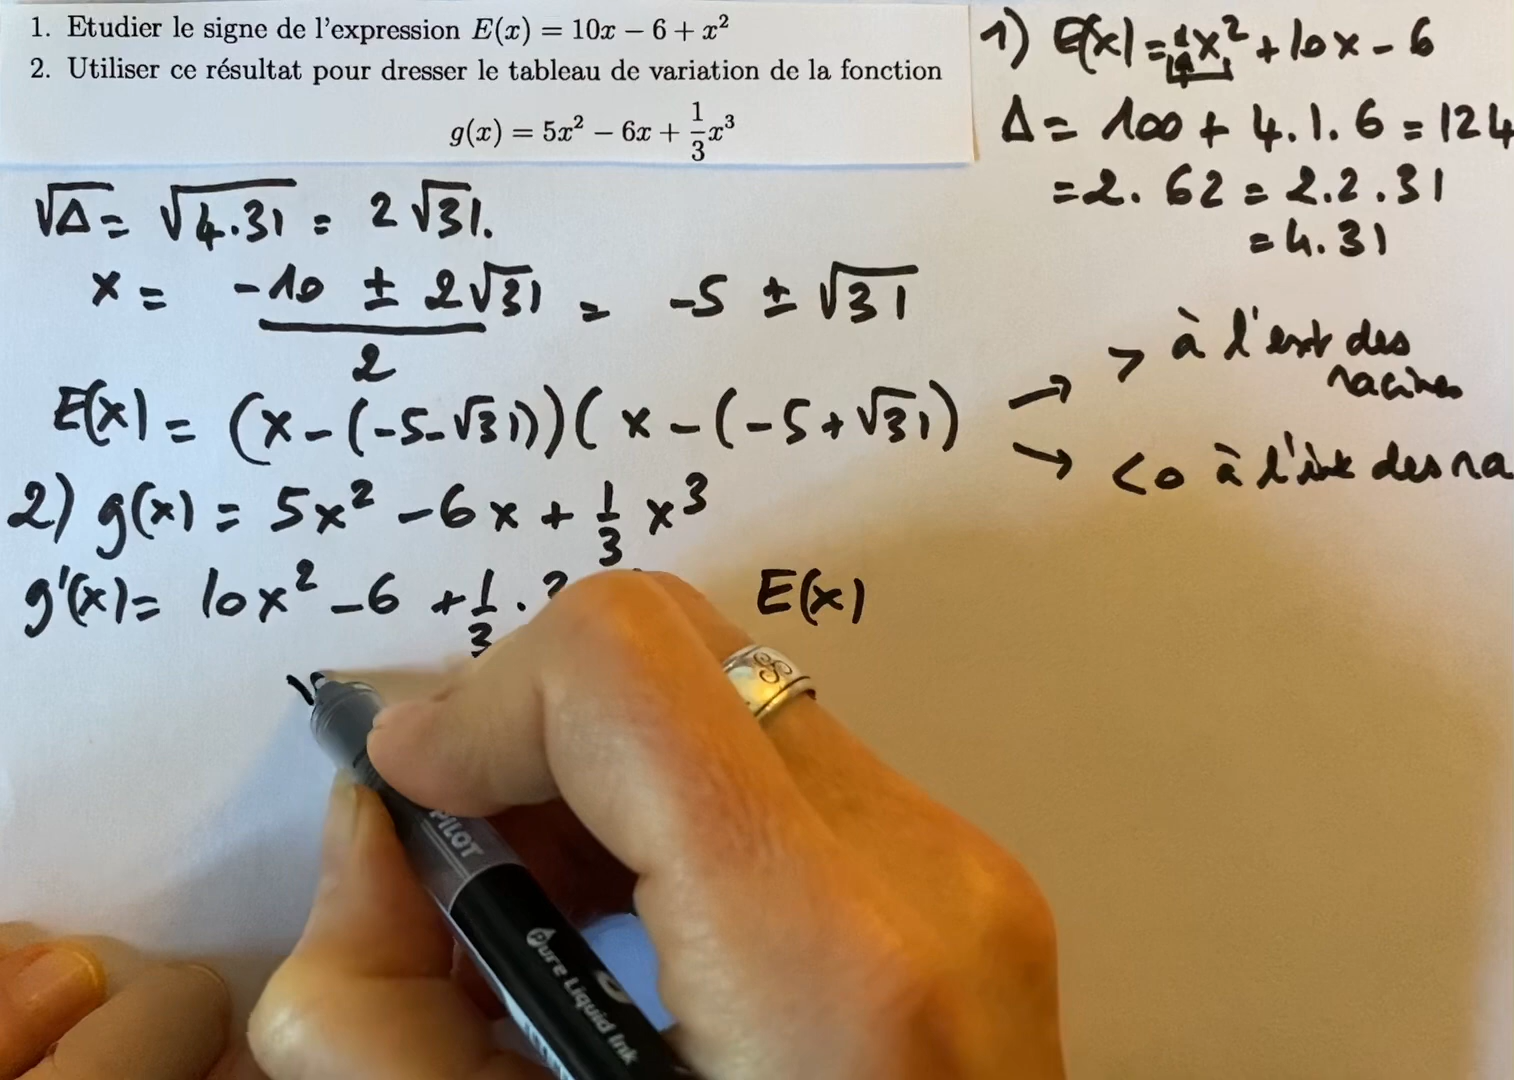 1. Etudier le signe de l'expression E(x) = 10x − 6 + x²
2. Utiliser ce résultat pour dresser le tableau de variation de la fonction
g(x) = 5x² − 6x + 1/3 x³
1) E(x) = 1x² + 10x - 6
Δ = 100 + 4.1.6 = 124
= 2. 62 = 2.2.31
= 4.31
√Δ = √4.31 = 2√31.
x = (-10 ± 2√31)/2 = -5 ± √31
E(x) = (x-(-5-√31))(x-(-5+√31)
→ > à l'ext des
racines
→ <0 à l'int des ra
2) g(x) = 5x² - 6x + 1/3 x³
g'(x) = 10x² - 6 + 1/3 . E(x)
PILOT
Pure Liquid Ink